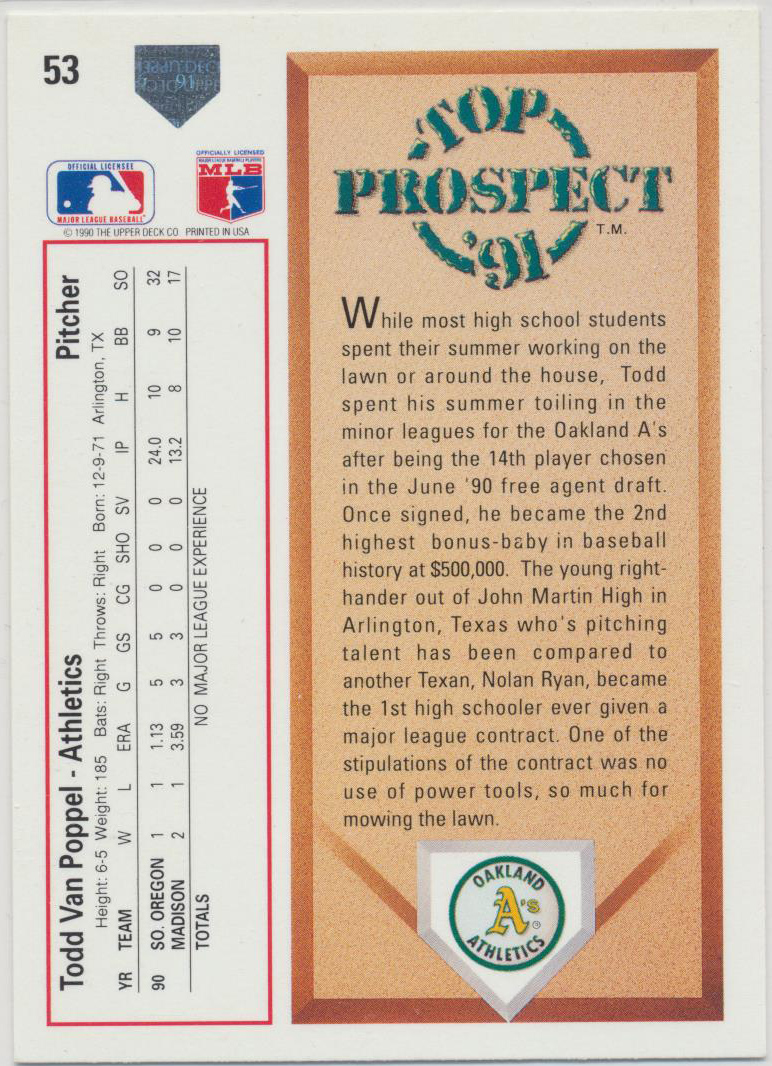 53
OFFICIAL LICENSEE
MAJOR LEAGUE BASEBALL™
OFFICIALLY LICENSED
MAJOR LEAGUE BASEBALL PLAYERS
MLB
© 1990 THE UPPER DECK CO PRINTED IN USA
Todd Van Poppel - Athletics Pitcher
Height: 6-5 Weight: 185 Bats: Right Throws: Right Born: 12-9-71 Arlington, TX
YR TEAM W L ERA G GS CG SHO SV IP H BB SO
90 SO. OREGON 1 1 1.13 5 5 0 0 0 24.0 10 9 32
MADISON 2 1 3.59 3 3 0 0 0 13.2 8 10 17
TOTALS NO MAJOR LEAGUE EXPERIENCE
TOP
PROSPECT
'91
T.M.
While most high school students
spent their summer working on the
lawn or around the house, Todd
spent his summer toiling in the
minor leagues for the Oakland A's
after being the 14th player chosen
in the June '90 free agent draft.
Once signed, he became the 2nd
highest bonus-baby in baseball
history at $500,000. The young right-
hander out of John Martin High in
Arlington, Texas who's pitching
talent has been compared to
another Texan, Nolan Ryan, became
the 1st high schooler ever given a
major league contract. One of the
stipulations of the contract was no
use of power tools, so much for
mowing the lawn.
OAKLAND
A's
®
ATHLETICS